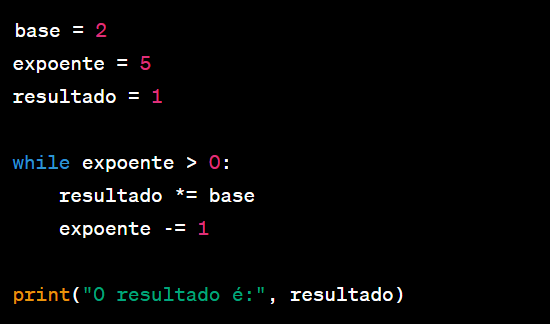 base = 2
expoente = 5
resultado = 1

while expoente > 0:
    resultado *= base
    expoente -= 1

print("O resultado é:", resultado)